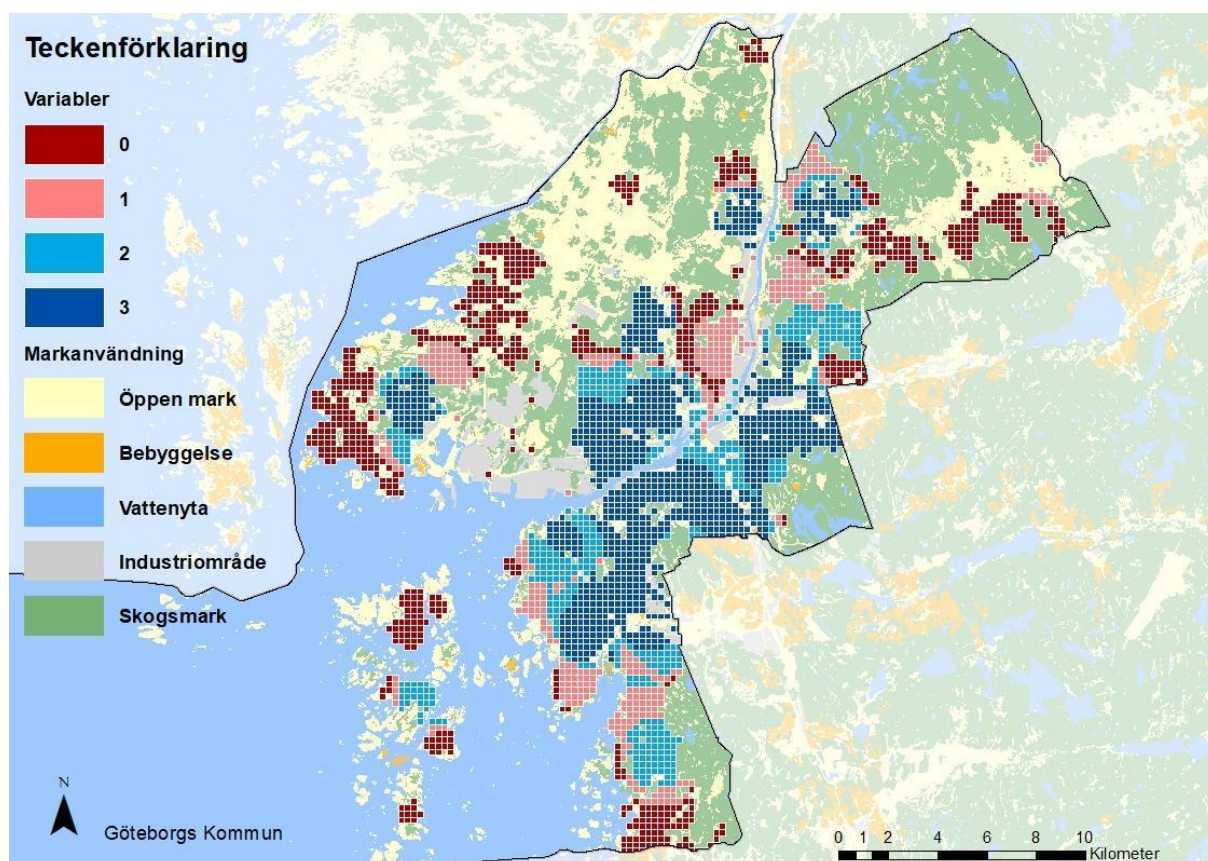 Teckenförklaring
Variabler
0
1
2
3
Markanvändning
Öppen mark
Bebyggelse
Vattenyta
Industriområde
Skogsmark
N
Göteborgs Kommun
0 1 2 4 6 8 10
Kilometer